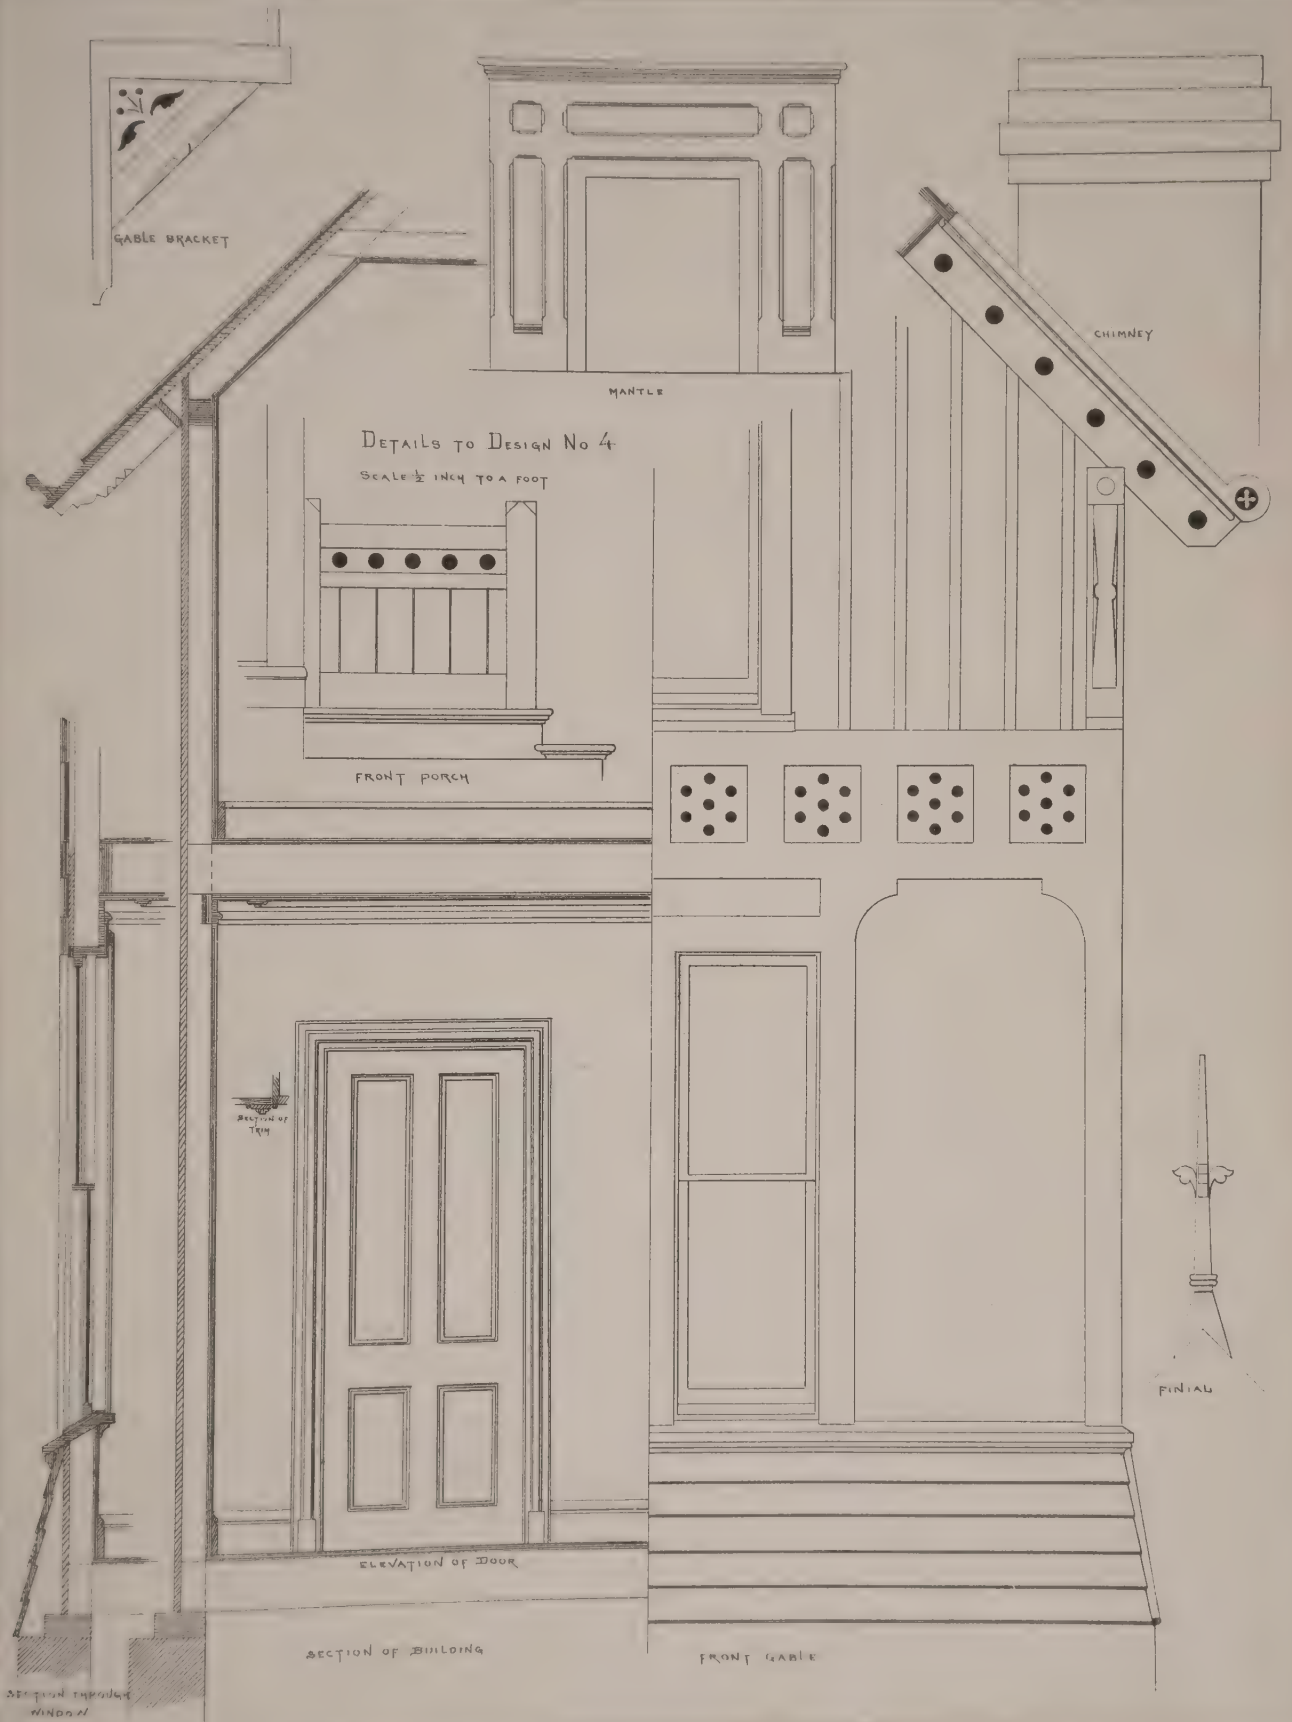 GABLE BRACKET
CHIMNEY
MANTLE
DETAILS TO DESIGN NO 4
SCALE ½ INCH TO A FOOT
FRONT PORCH
SECTION OF
TRIM
FINIAL
ELEVATION OF DOOR
SECTION OF BUILDING
FRONT GABLE
SECTION THROUGH
WINDOW